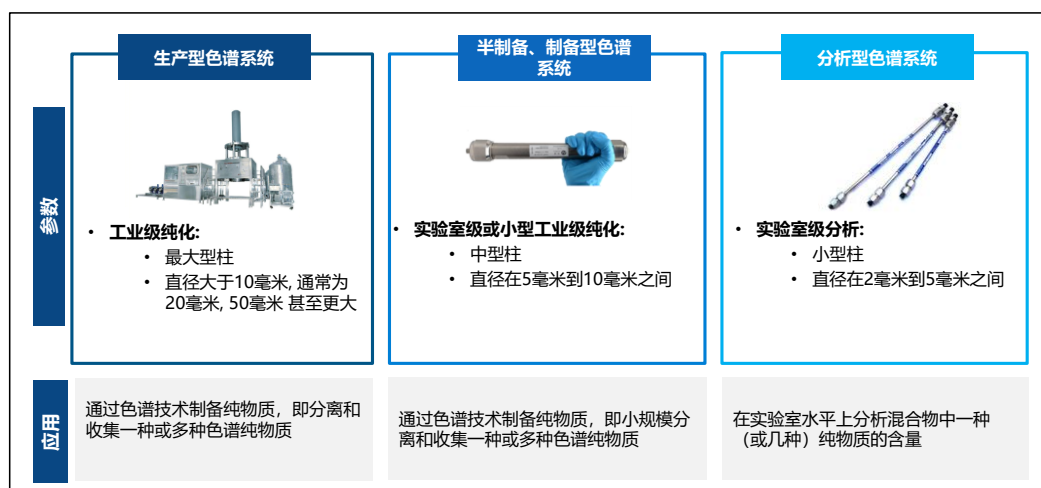 生产型色谱系统
半制备、制备型色谱
系统
分析型色谱系统
参数
• 工业级纯化:
• 最大型柱
• 直径大于10毫米, 通常为
20毫米, 50毫米 甚至更大
• 实验室级或小型工业级纯化:
• 中型柱
• 直径在5毫米到10毫米之间
• 实验室级分析:
• 小型柱
• 直径在2毫米到5毫米之间
应用
通过色谱技术制备纯物质，即分离和
收集一种或多种色谱纯物质
通过色谱技术制备纯物质，即小规模分
离和收集一种或多种色谱纯物质
在实验室水平上分析混合物中一种
（或几种）纯物质的含量